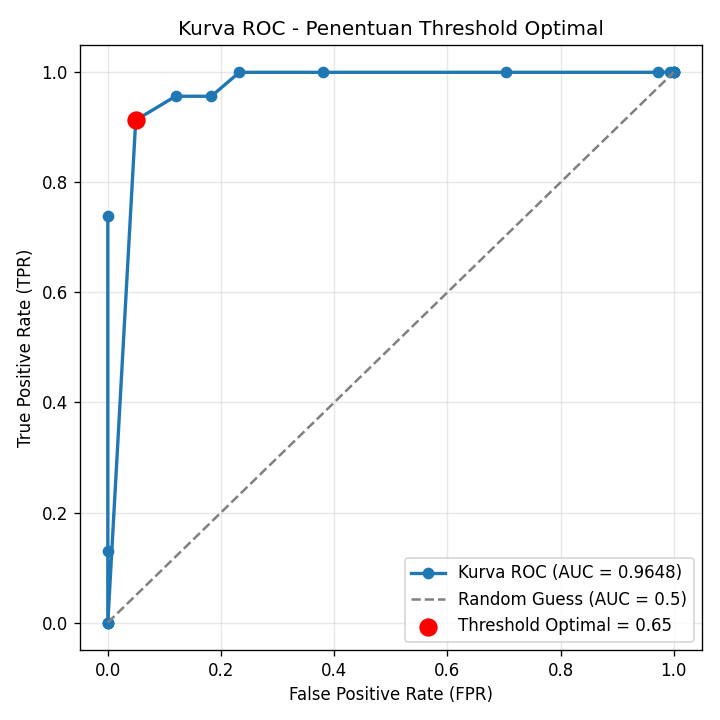 Kurva ROC - Penentuan Threshold Optimal
True Positive Rate (TPR)
1.0
0.8
0.6
0.4
0.2
0.0
Kurva ROC (AUC = 0.9648)
Random Guess (AUC = 0.5)
Threshold Optimal = 0.65
0.0 0.2 0.4 0.6 0.8 1.0
False Positive Rate (FPR)